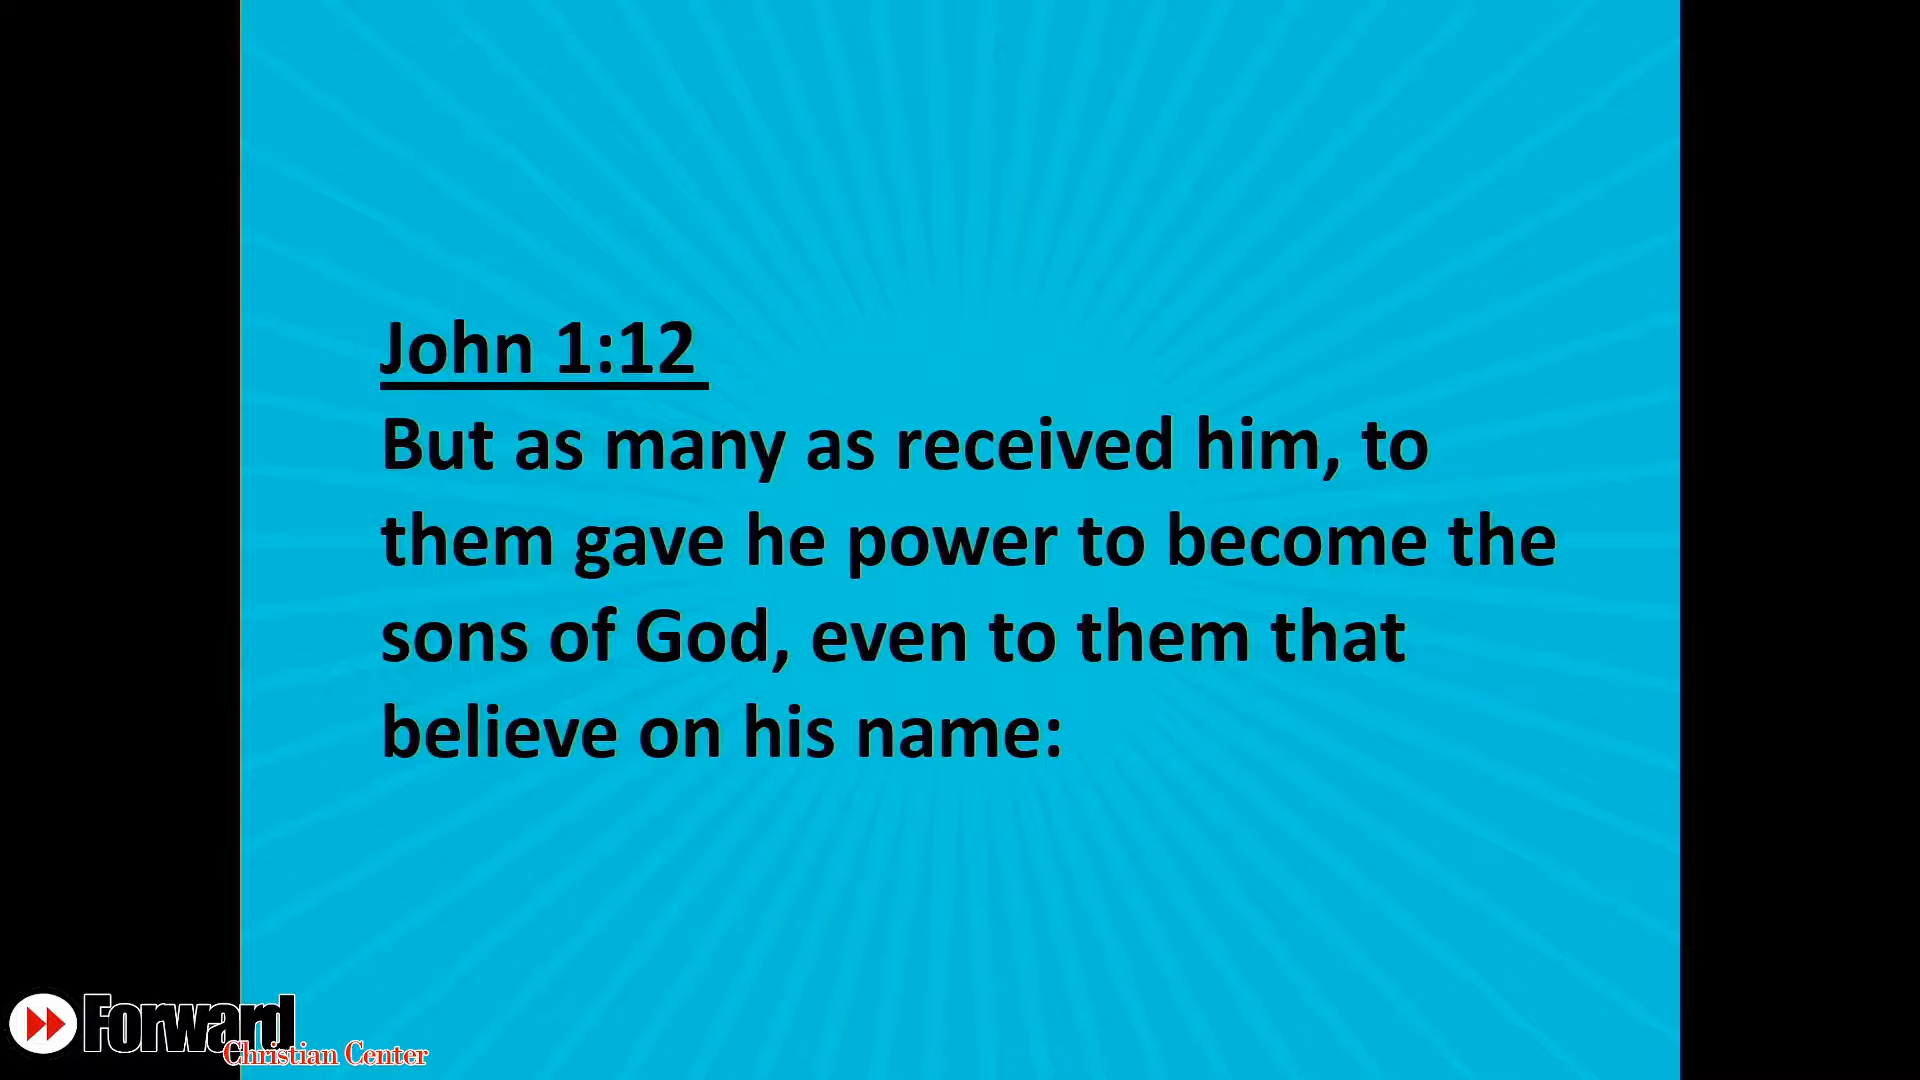 John 1:12
But as many as received him, to
them gave he power to become the
sons of God, even to them that
believe on his name:
Forward
Christian Center